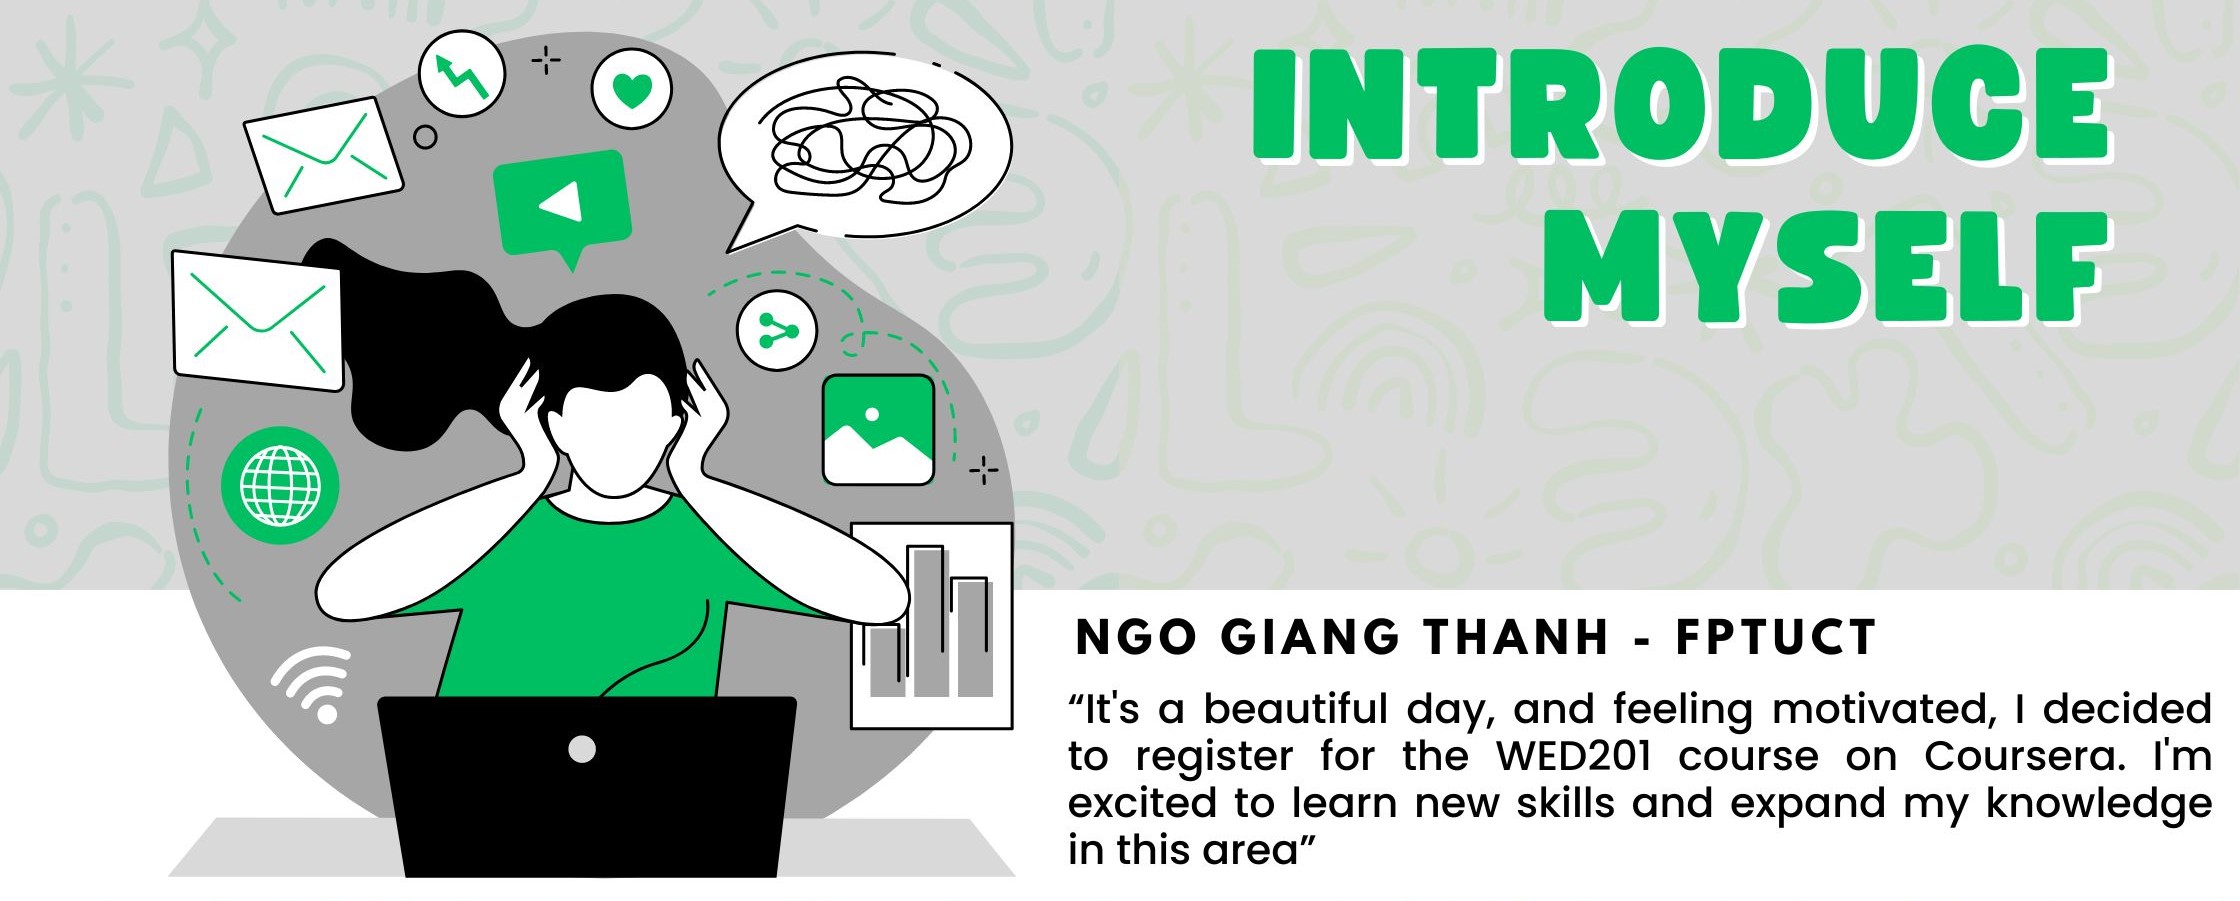 INTRODUCE
MYSELF
NGO GIANG THANH - FPTUCT
“It's a beautiful day, and feeling motivated, I decided
to register for the WED201 course on Coursera. I'm
excited to learn new skills and expand my knowledge
in this area”